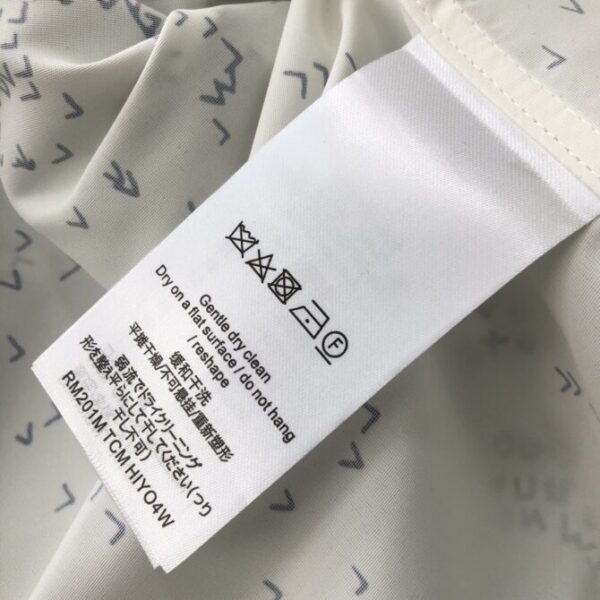 F
Gentle dry clean
Dry on a flat surface / do not hang
/ reshape
缓和干洗
平摊干燥/不可悬挂/重新塑形
弱流でドライクリーニング
形を整え平らにして干してください(つり
干し不可)
RM201M TCM HIYO4W